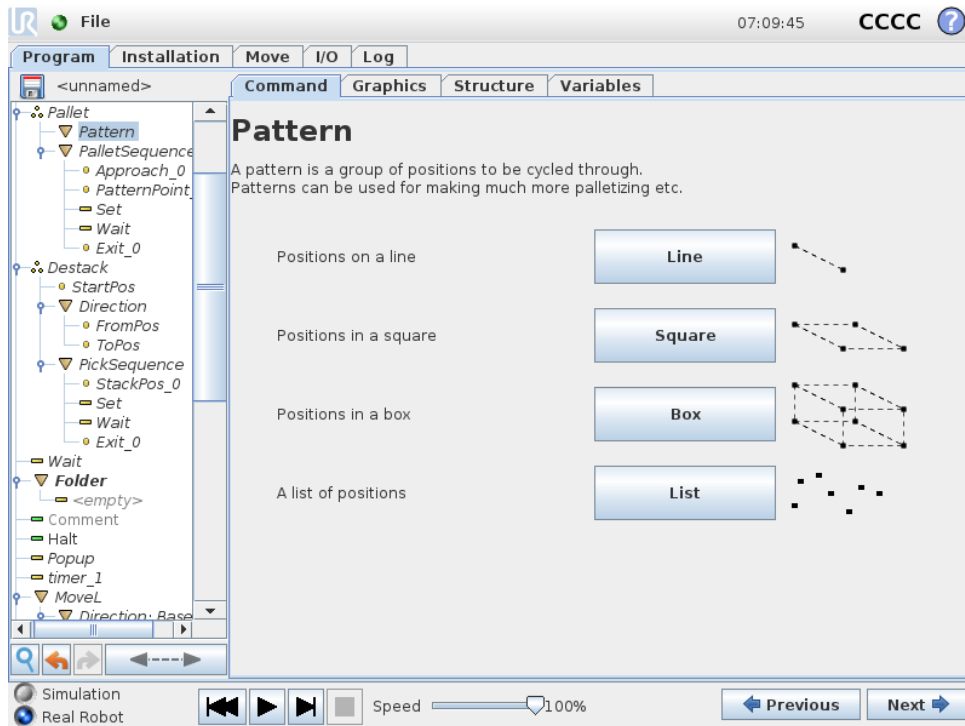 UR File 07:09:45 CCCC ?
Program Installation Move I/O Log
<unnamed>
Command Graphics Structure Variables
Pallet
Pattern
PalletSequence
Approach_0
PatternPoint_
Set
Wait
Exit_0
Destack
StartPos
Direction
FromPos
ToPos
PickSequence
StackPos_0
Set
Wait
Exit_0
Wait
Folder
<empty>
Comment
Halt
Popup
timer_1
MoveL
Direction: Base
Pattern
A pattern is a group of positions to be cycled through.
Patterns can be used for making much more palletizing etc.
Positions on a line Line
Positions in a square Square
Positions in a box Box
A list of positions List
Simulation
Real Robot
Speed 100%
Previous Next